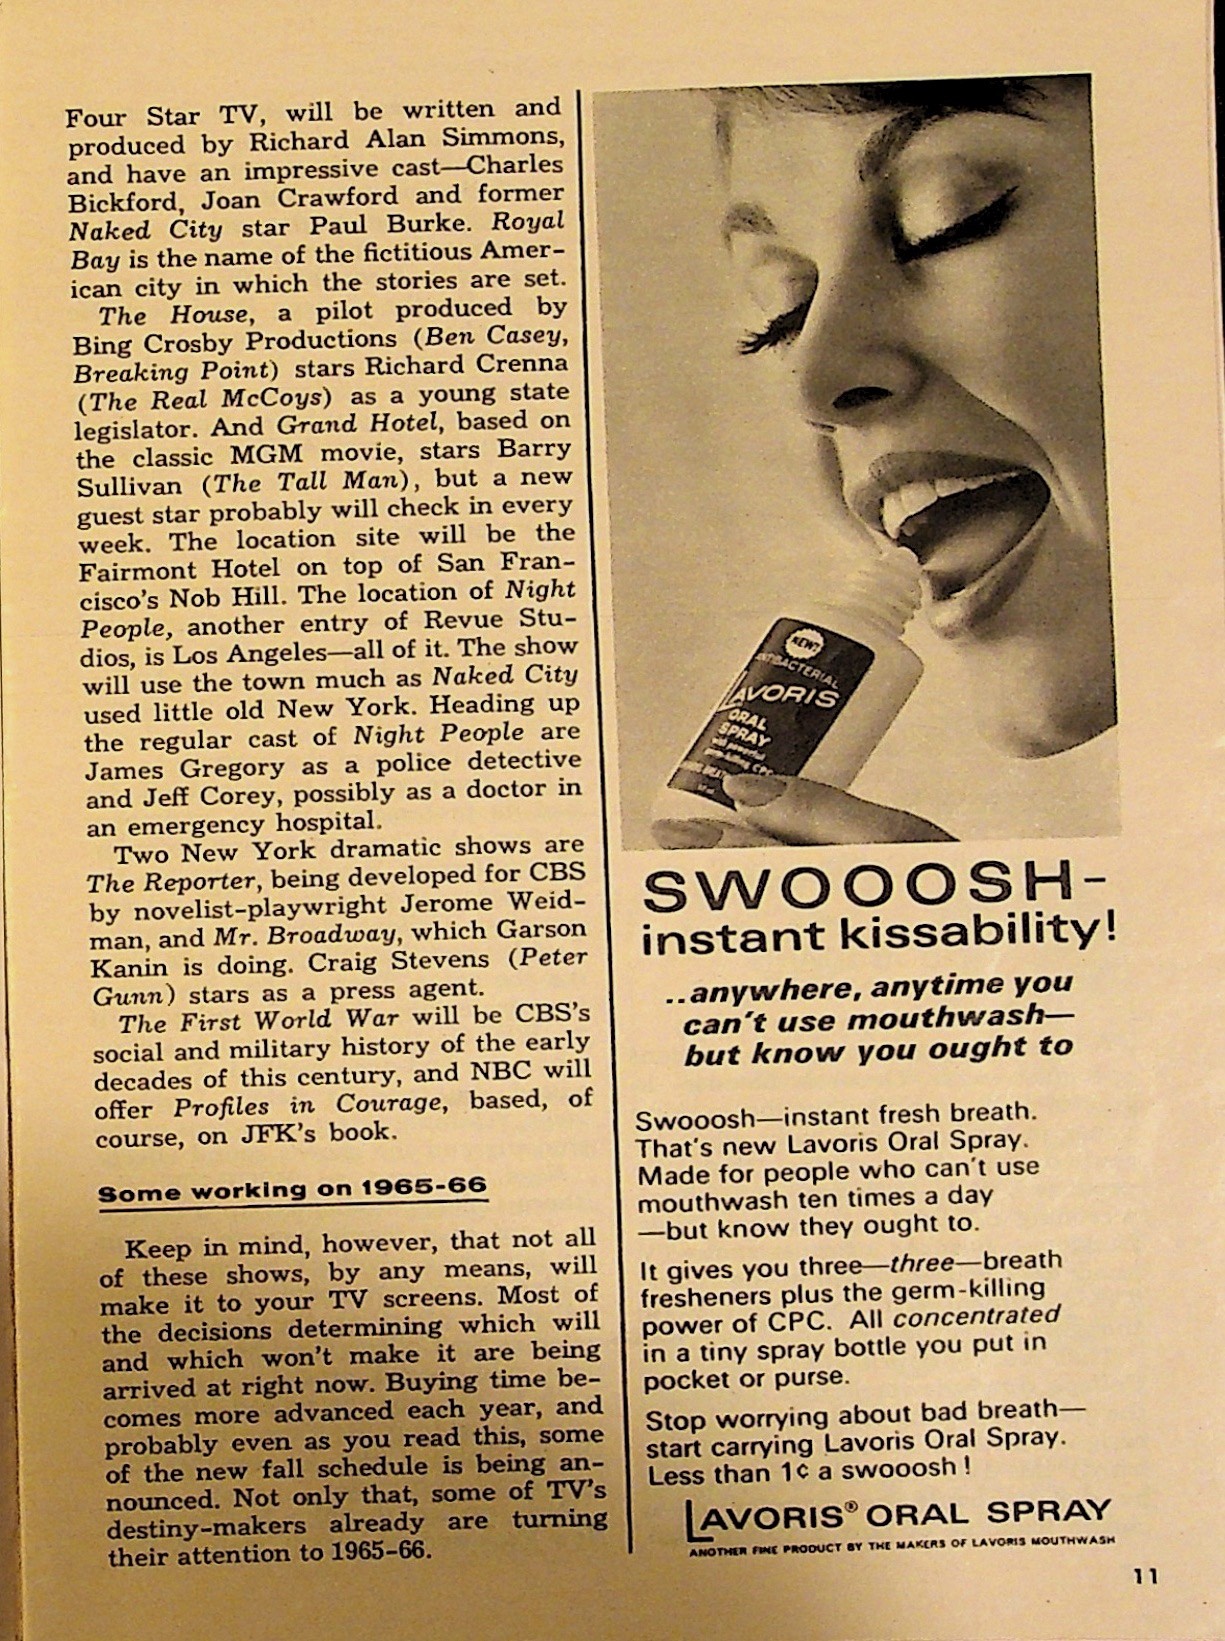 Four Star TV, will be written and
produced by Richard Alan Simmons,
and have an impressive cast—Charles
Bickford, Joan Crawford and former
Naked City star Paul Burke. Royal
Bay is the name of the fictitious Amer-
ican city in which the stories are set.
The House, a pilot produced by
Bing Crosby Productions (Ben Casey,
Breaking Point) stars Richard Crenna
(The Real McCoys) as a young state
legislator. And Grand Hotel, based on
the classic MGM movie, stars Barry
Sullivan (The Tall Man), but a new
guest star probably will check in every
week. The location site will be the
Fairmont Hotel on top of San Fran-
cisco's Nob Hill. The location of Night
People, another entry of Revue Stu-
dios, is Los Angeles—all of it. The show
will use the town much as Naked City
used little old New York. Heading up
the regular cast of Night People are
James Gregory as a police detective
and Jeff Corey, possibly as a doctor in
an emergency hospital.
Two New York dramatic shows are
The Reporter, being developed for CBS
by novelist-playwright Jerome Weid-
man, and Mr. Broadway, which Garson
Kanin is doing. Craig Stevens (Peter
Gunn) stars as a press agent.
The First World War will be CBS's
social and military history of the early
decades of this century, and NBC will
offer Profiles in Courage, based, of
course, on JFK's book.
Some working on 1965-66
Keep in mind, however, that not all
of these shows, by any means, will
make it to your TV screens. Most of
the decisions determining which will
and which won't make it are being
arrived at right now. Buying time be-
comes more advanced each year, and
probably even as you read this, some
of the new fall schedule is being an-
nounced. Not only that, some of TV's
destiny-makers already are turning
their attention to 1965-66.
NEW!
ANTIBACTERIAL
LAVORIS
ORAL
SPRAY
SWOOOSH-
instant kissability!
..anywhere, anytime you
can't use mouthwash—
but know you ought to
Swooosh—instant fresh breath.
That's new Lavoris Oral Spray.
Made for people who can't use
mouthwash ten times a day
—but know they ought to.
It gives you three—three—breath
fresheners plus the germ-killing
power of CPC. All concentrated
in a tiny spray bottle you put in
pocket or purse.
Stop worrying about bad breath—
start carrying Lavoris Oral Spray.
Less than 1¢ a swooosh!
LAVORIS® ORAL SPRAY
ANOTHER FINE PRODUCT BY THE MAKERS OF LAVORIS MOUTHWASH
11